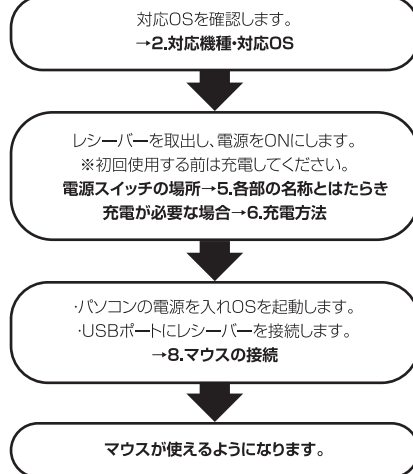 対応OSを確認します。
→2.対応機種･対応OS
レシーバーを取出し、電源をONにします。
※初回使用する前は充電してください。
電源スイッチの場所→5.各部の名称とはたらき
充電が必要な場合→6.充電方法
･パソコンの電源を入れOSを起動します。
･USBポートにレシーバーを接続します。
→8.マウスの接続
マウスが使えるようになります。